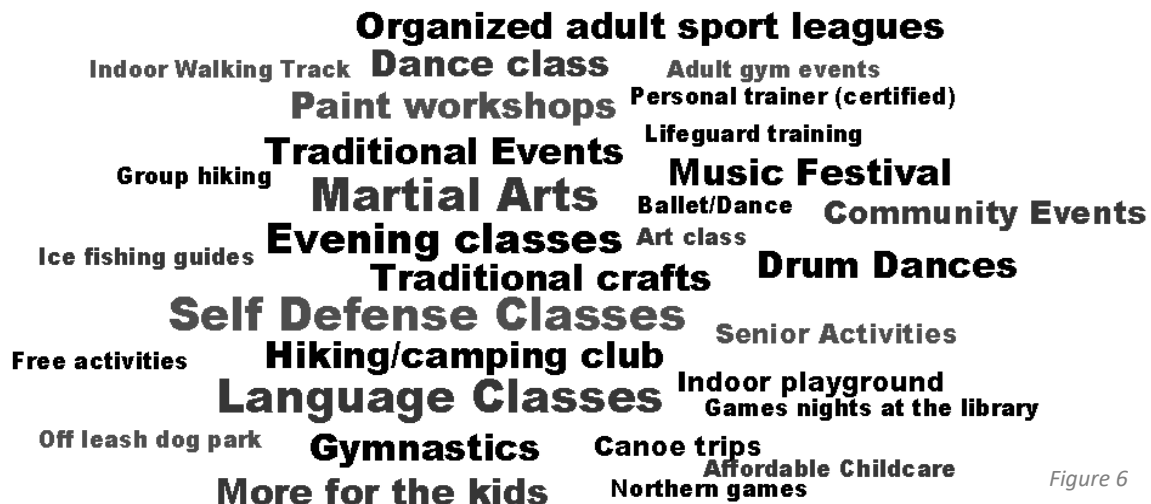 Organized adult sport leagues
Indoor Walking Track Dance class Adult gym events
Paint workshops Personal trainer (certified)
Lifeguard training
Traditional Events
Group hiking Music Festival
Martial Arts Ballet/Dance Community Events
Evening classes Art class
Ice fishing guides Drum Dances
Traditional crafts
Self Defense Classes Senior Activities
Free activities Hiking/camping club
Indoor playground
Language Classes Games nights at the library
Off leash dog park Gymnastics Canoe trips
Affordable Childcare
More for the kids Northern games
Figure 6